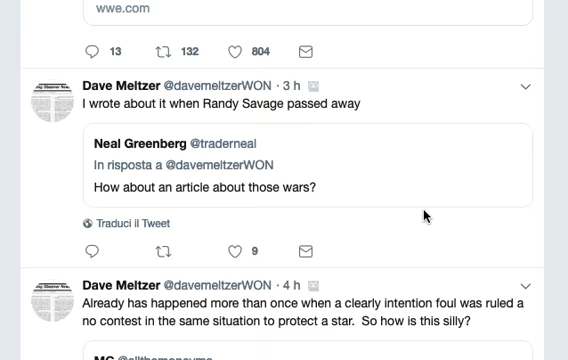 wwe.com
13 132 804
Dave Meltzer @davemeltzerWON · 3 h
I wrote about it when Randy Savage passed away
Neal Greenberg @traderneal
In risposta a @davemeltzerWON
How about an article about those wars?
Traduci il Tweet
9
Dave Meltzer @davemeltzerWON · 4 h
Already has happened more than once when a clearly intention foul was ruled a
no contest in the same situation to protect a star. So how is this silly?